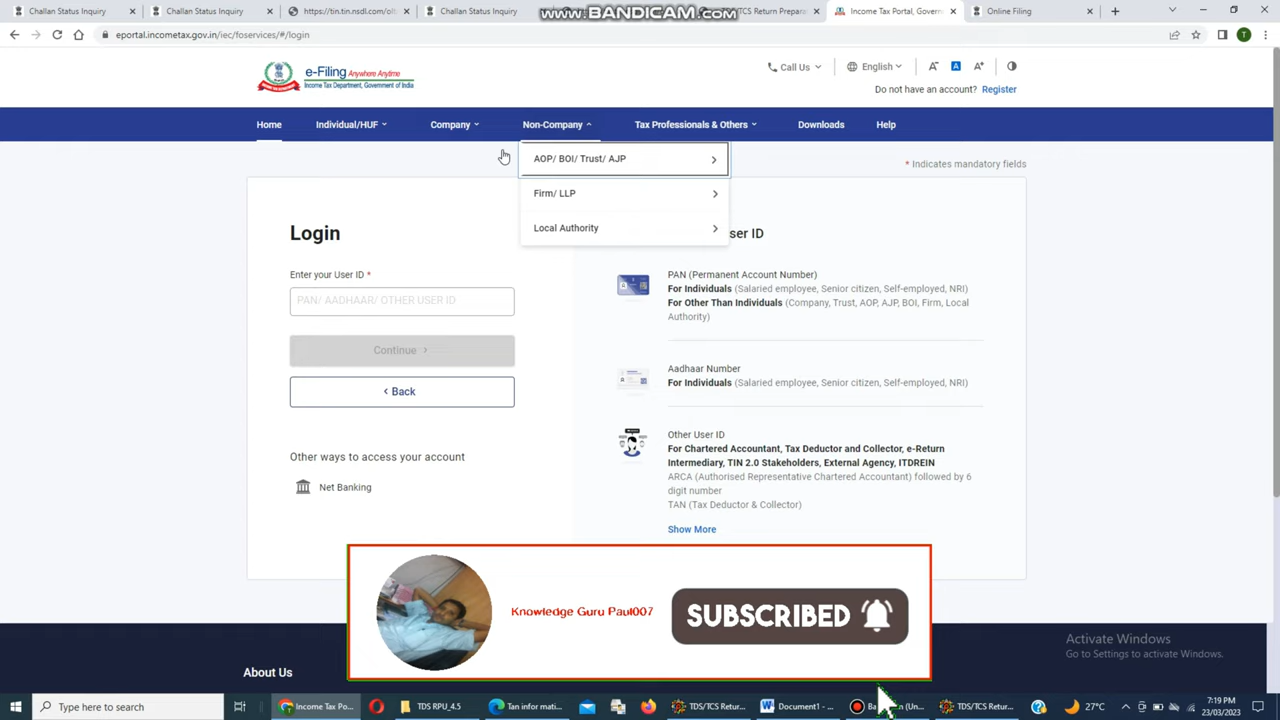 Challan Status Inquiry
Challan Status Inquiry
https://tin.tin.nsdl.com/olt
Challan Status Inquiry
TDS/TCS Return Prepar
Income Tax Portal, Govern
Online Filing
www.BANDICAM.com
eportal.incometax.gov.in/iec/foservices/#/login
T
e-Filing Anywhere Anytime
Income Tax Department, Government of India
Call Us
English
A-
A
A+
Do not have an account? Register
Home
Individual/HUF
Company
Non-Company
Tax Professionals & Others
Downloads
Help
AOP/ BOI/ Trust/ AJP
Firm/ LLP
Local Authority
* Indicates mandatory fields
Login
Enter your User ID *
PAN/ AADHAAR/ OTHER USER ID
Continue >
< Back
Other ways to access your account
Net Banking
ser ID
PAN (Permanent Account Number)
For Individuals (Salaried employee, Senior citizen, Self-employed, NRI)
For Other Than Individuals (Company, Trust, AOP, AJP, BOI, Firm, Local
Authority)
Aadhaar Number
For Individuals (Salaried employee, Senior citizen, Self-employed, NRI)
Other User ID
For Chartered Accountant, Tax Deductor and Collector, e-Return
Intermediary, TIN 2.0 Stakeholders, External Agency, ITDREIN
ARCA (Authorised Representative Chartered Accountant) followed by 6
digit number
TAN (Tax Deductor & Collector)
Show More
Knowledge Guru Paul007
SUBSCRIBED
About Us
Activate Windows
Go to Settings to activate Windows.
Type here to search
Income Tax Po...
TDS RPU_4.5
Tan infor mati...
TDS/TCS Retur...
Document1 - ...
TDS/TCS Retur...
27°C
7:19 PM
23/03/2023